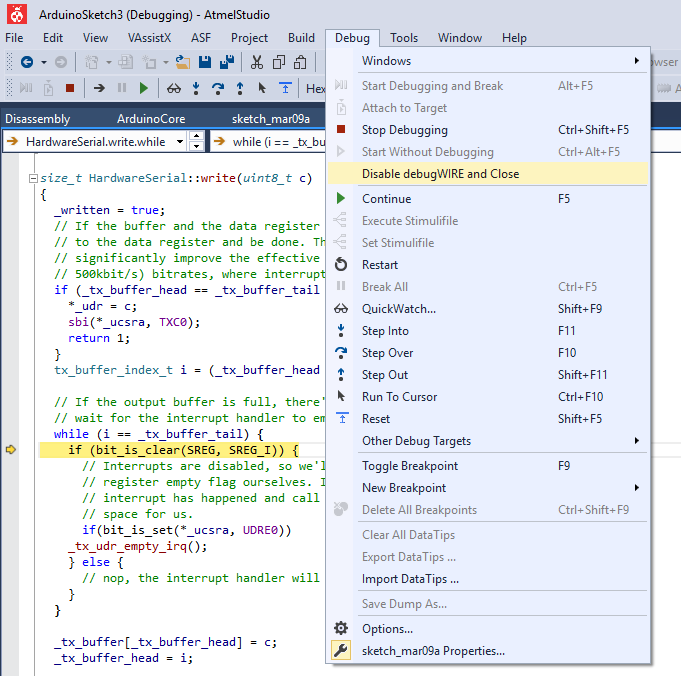 ArduinoSketch3 (Debugging) - AtmelStudio
File Edit View VAssistX ASF Project Build Debug Tools Window Help
Hex
Disassembly ArduinoCore sketch_mar09a
HardwareSerial.write.while while (i == _tx_bu
size_t HardwareSerial::write(uint8_t c)
{
_written = true;
// If the buffer and the data register
// to the data register and be done. Th
// significantly improve the effective
// 500kbit/s) bitrates, where interrupt
if (_tx_buffer_head == _tx_buffer_tail
*_udr = c;
sbi(*_ucsra, TXC0);
return 1;
}
tx_buffer_index_t i = (_tx_buffer_head
// If the output buffer is full, there'
// wait for the interrupt handler to em
while (i == _tx_buffer_tail) {
if (bit_is_clear(SREG, SREG_I)) {
// Interrupts are disabled, so we'l
// register empty flag ourselves. I
// interrupt has happened and call
// space for us.
if(bit_is_set(*_ucsra, UDRE0))
_tx_udr_empty_irq();
} else {
// nop, the interrupt handler will
}
}
_tx_buffer[_tx_buffer_head] = c;
_tx_buffer_head = i;
Windows
Start Debugging and Break Alt+F5
Attach to Target
Stop Debugging Ctrl+Shift+F5
Start Without Debugging Ctrl+Alt+F5
Disable debugWIRE and Close
Continue F5
Execute Stimulifile
Set Stimulifile
Restart
Break All Ctrl+F5
QuickWatch... Shift+F9
Step Into F11
Step Over F10
Step Out Shift+F11
Run To Cursor Ctrl+F10
Reset Shift+F5
Other Debug Targets
Toggle Breakpoint F9
New Breakpoint
Delete All Breakpoints Ctrl+Shift+F9
Clear All DataTips
Export DataTips ...
Import DataTips ...
Save Dump As...
Options...
sketch_mar09a Properties...